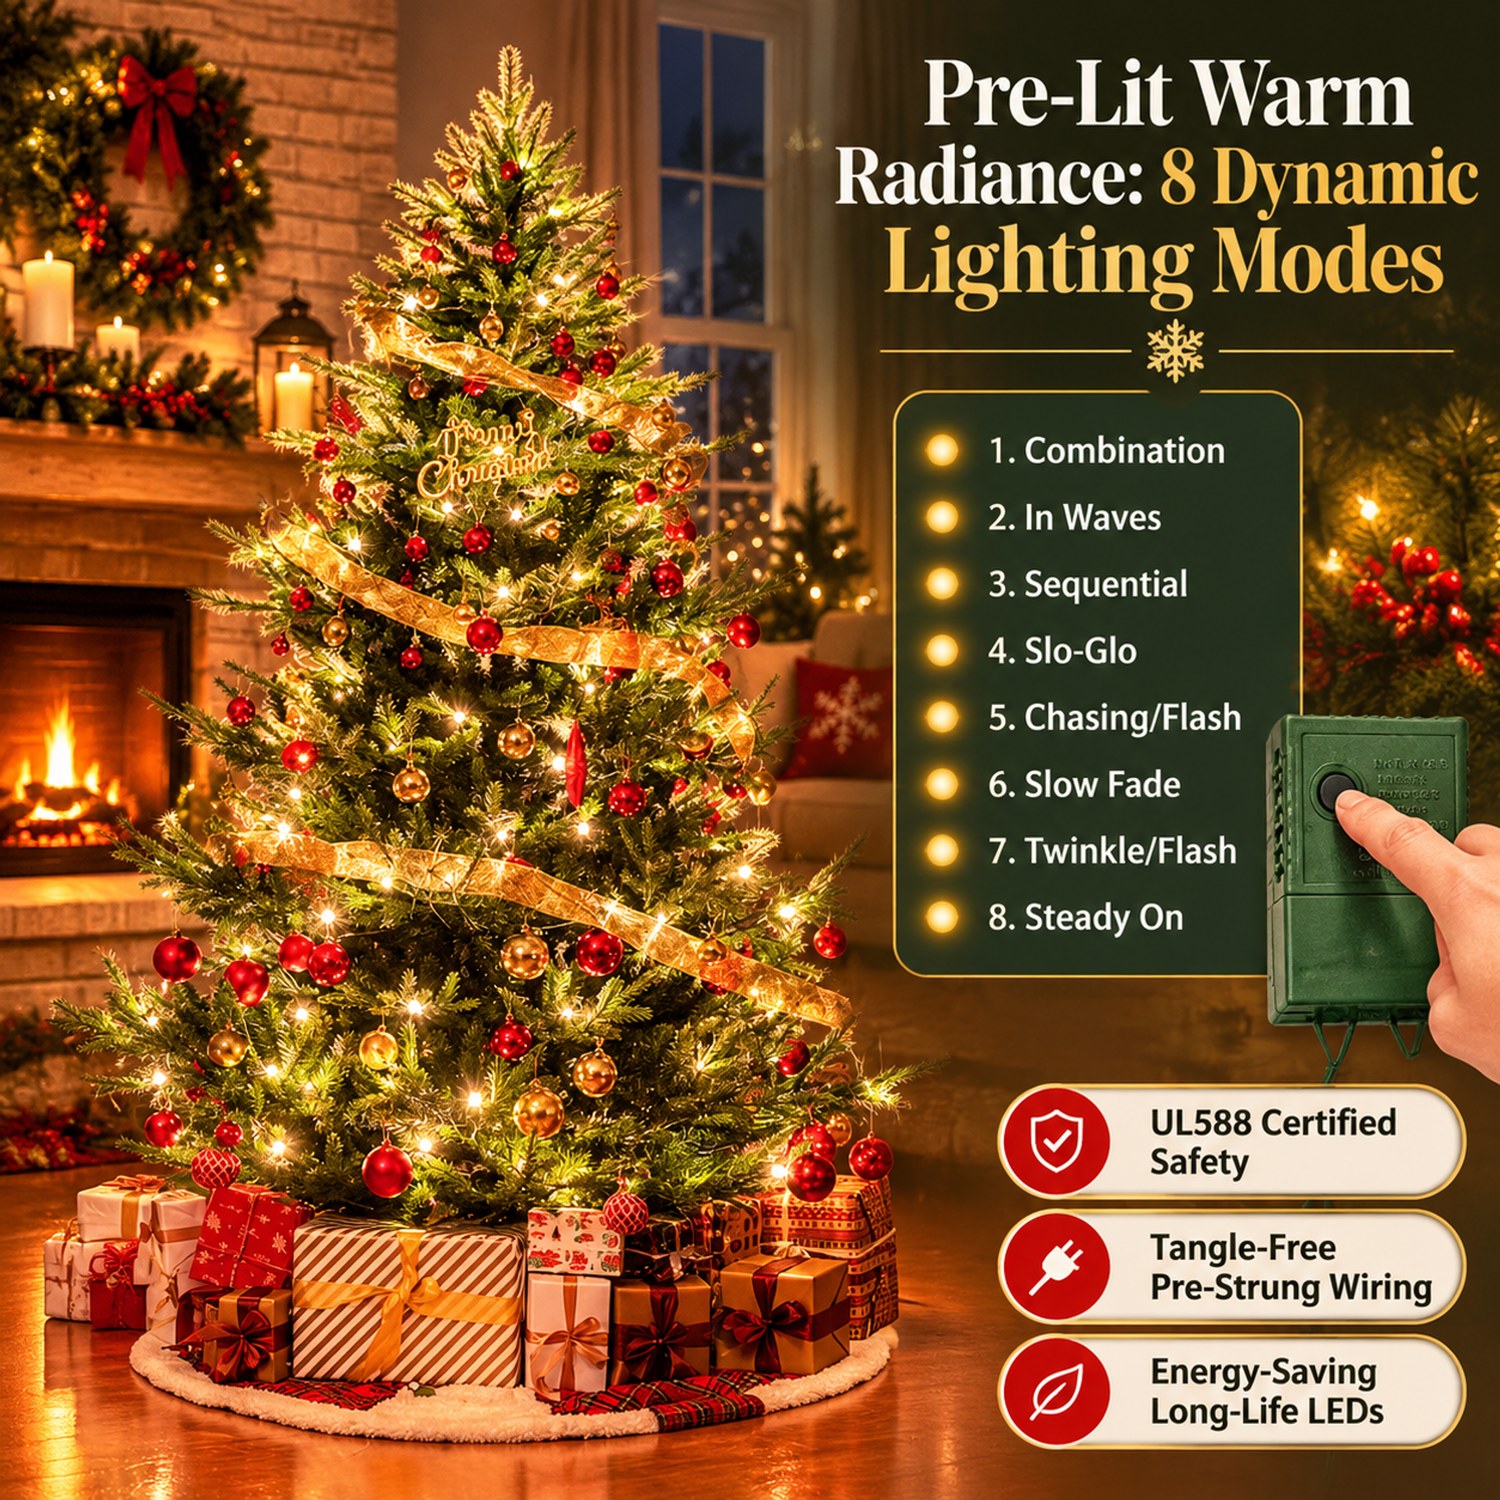 Pre-Lit Warm
Radiance: 8 Dynamic
Lighting Modes
Merry
Christmas
1. Combination
2. In Waves
3. Sequential
4. Slo-Glo
5. Chasing/Flash
6. Slow Fade
7. Twinkle/Flash
8. Steady On
UL588 Certified
Safety
Tangle-Free
Pre-Strung Wiring
Energy-Saving
Long-Life LEDs